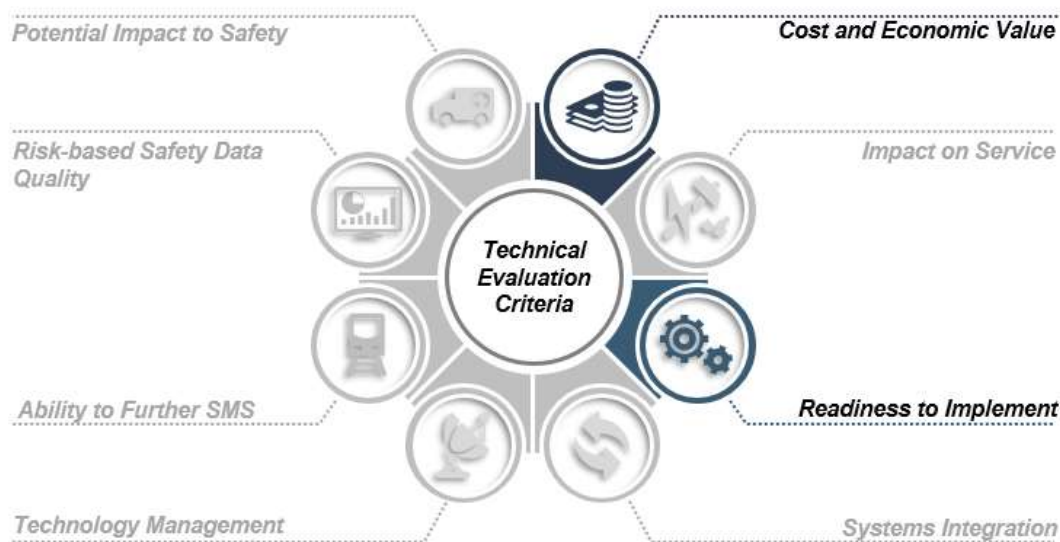 Potential Impact to Safety
Cost and Economic Value
Risk-based Safety Data
Quality
Impact on Service
Technical
Evaluation
Criteria
Ability to Further SMS
Readiness to Implement
Technology Management
Systems Integration